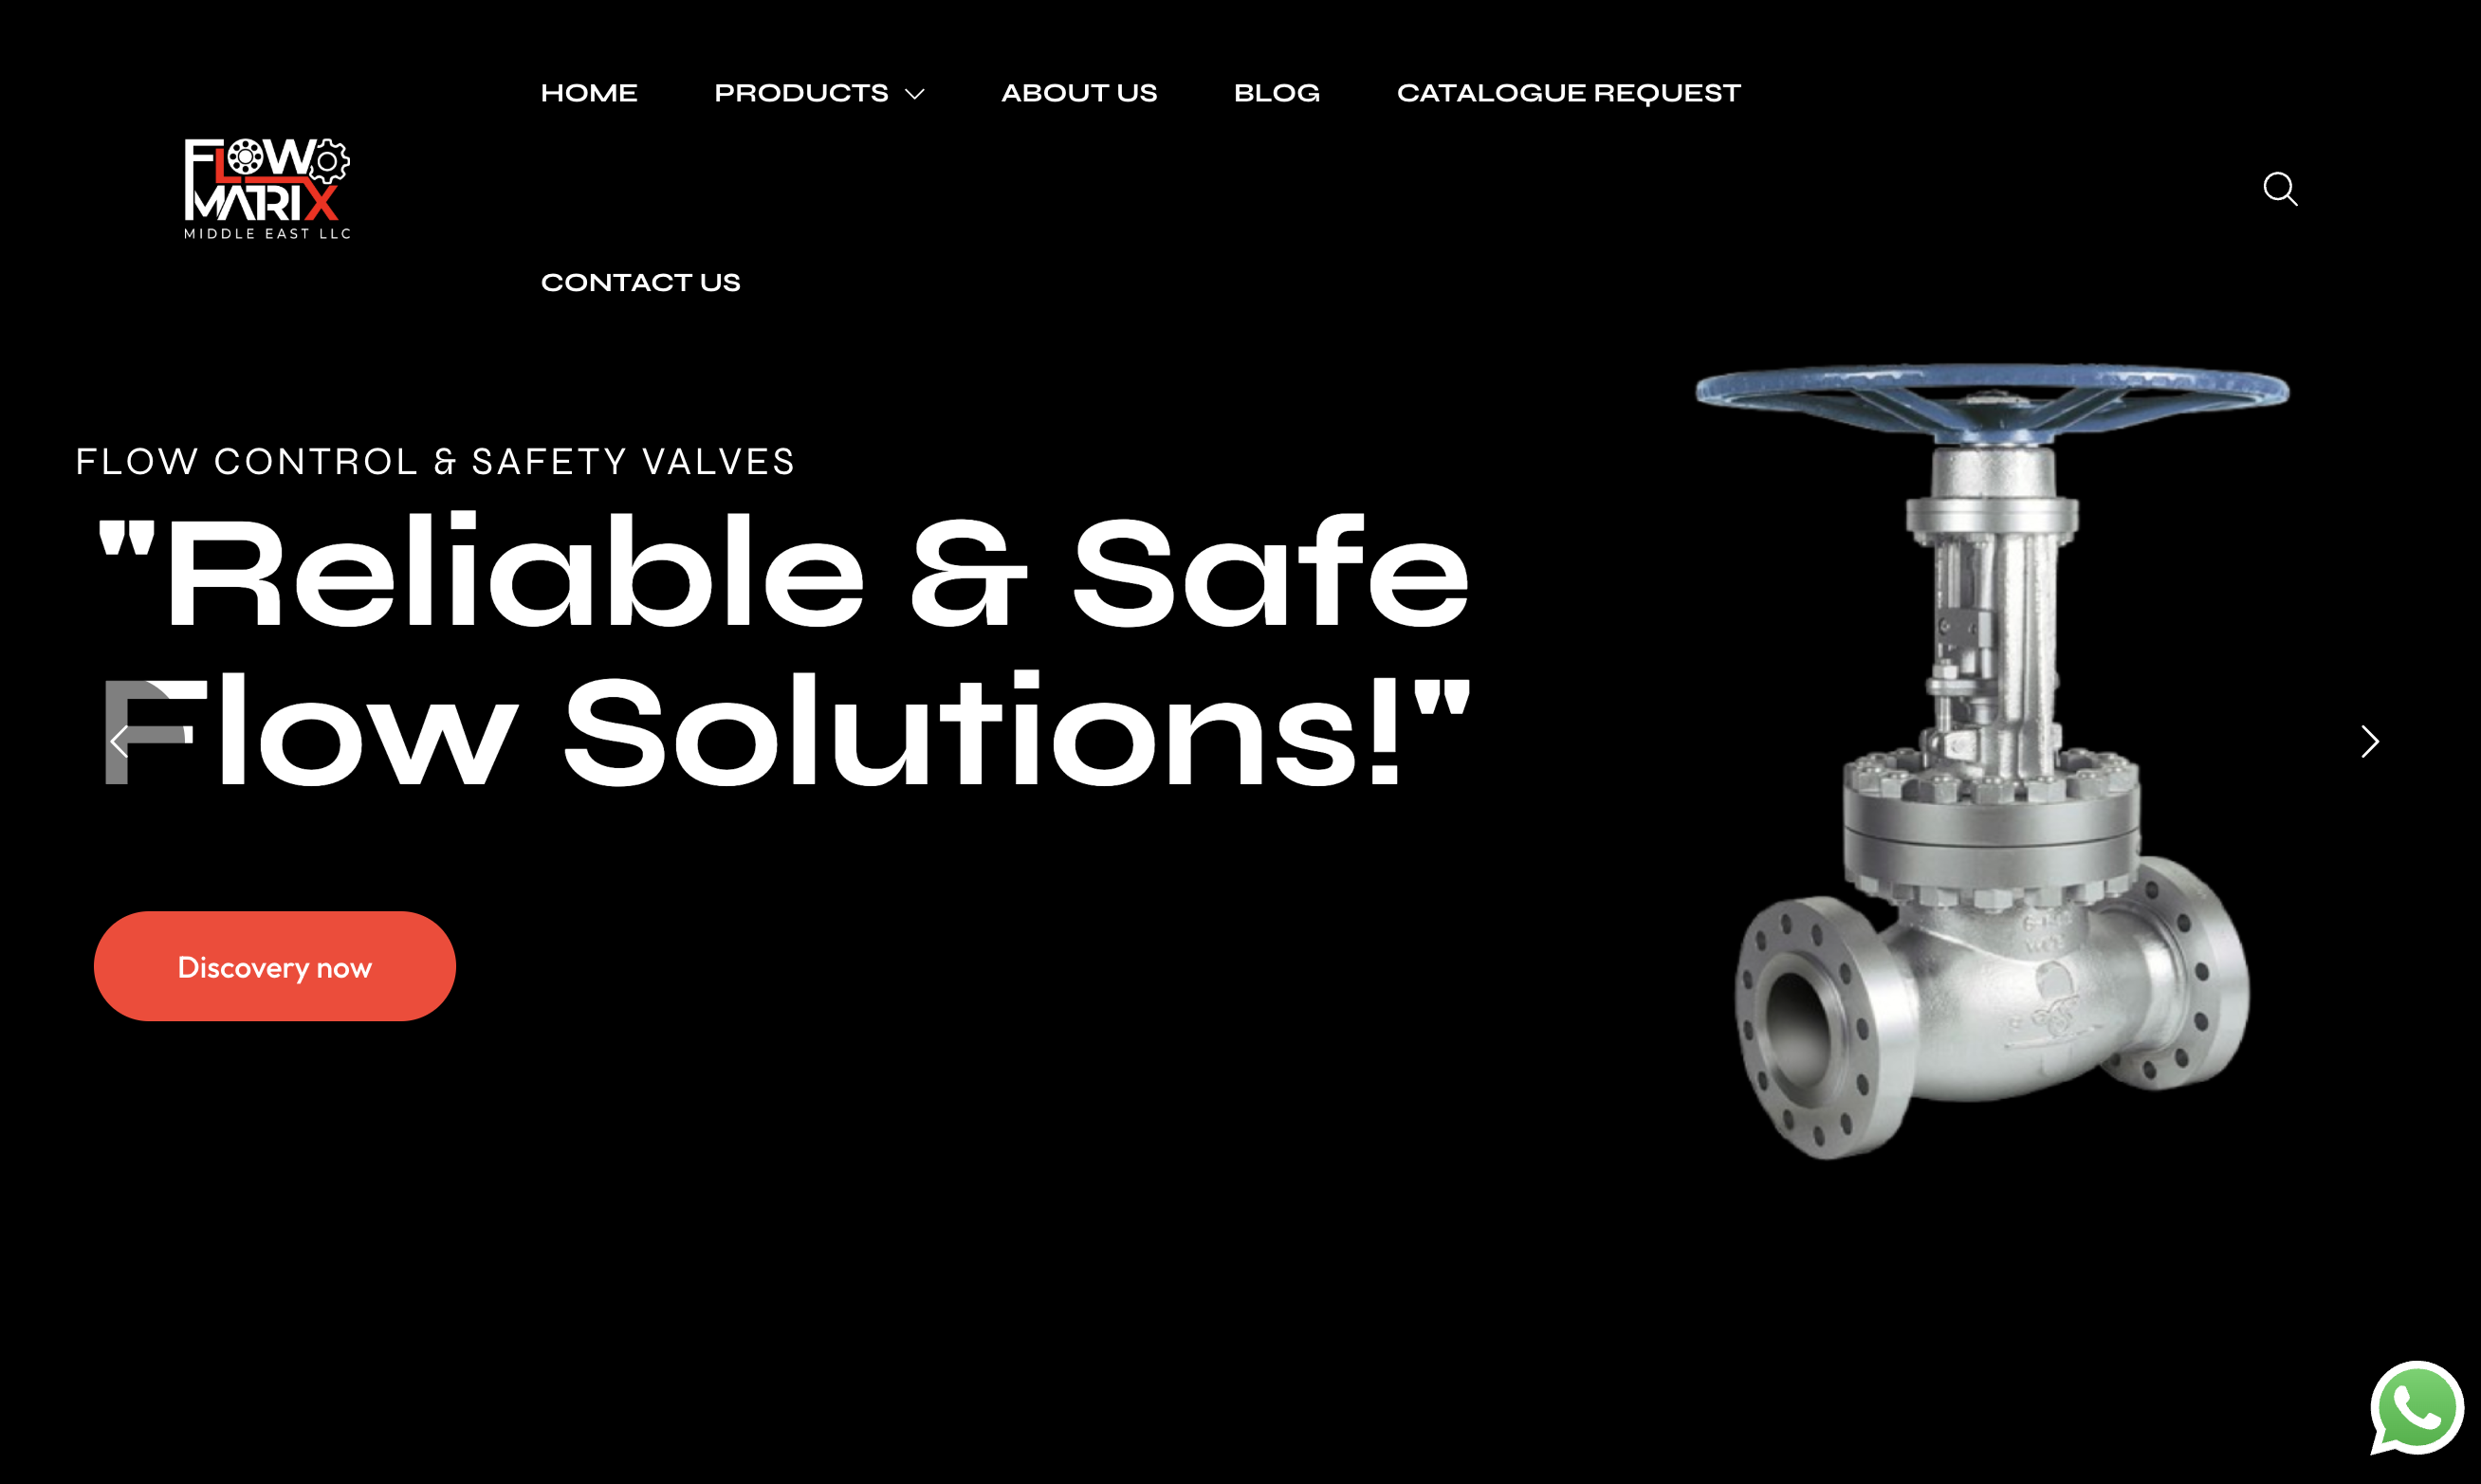 HOME PRODUCTS ABOUT US BLOG CATALOGUE REQUEST
FLOW
MATRIX
MIDDLE EAST LLC
CONTACT US
FLOW CONTROL & SAFETY VALVES
"Reliable & Safe
Flow Solutions!"
Discovery now